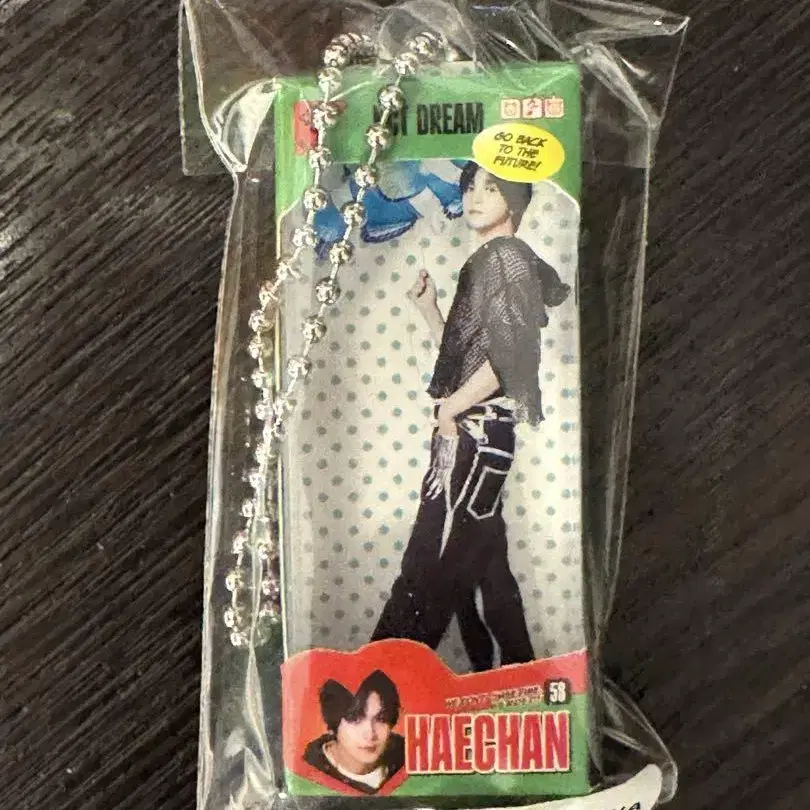 NCT DREAM
GO BACK
TO THE
FUTURE!
58
HAECHAN